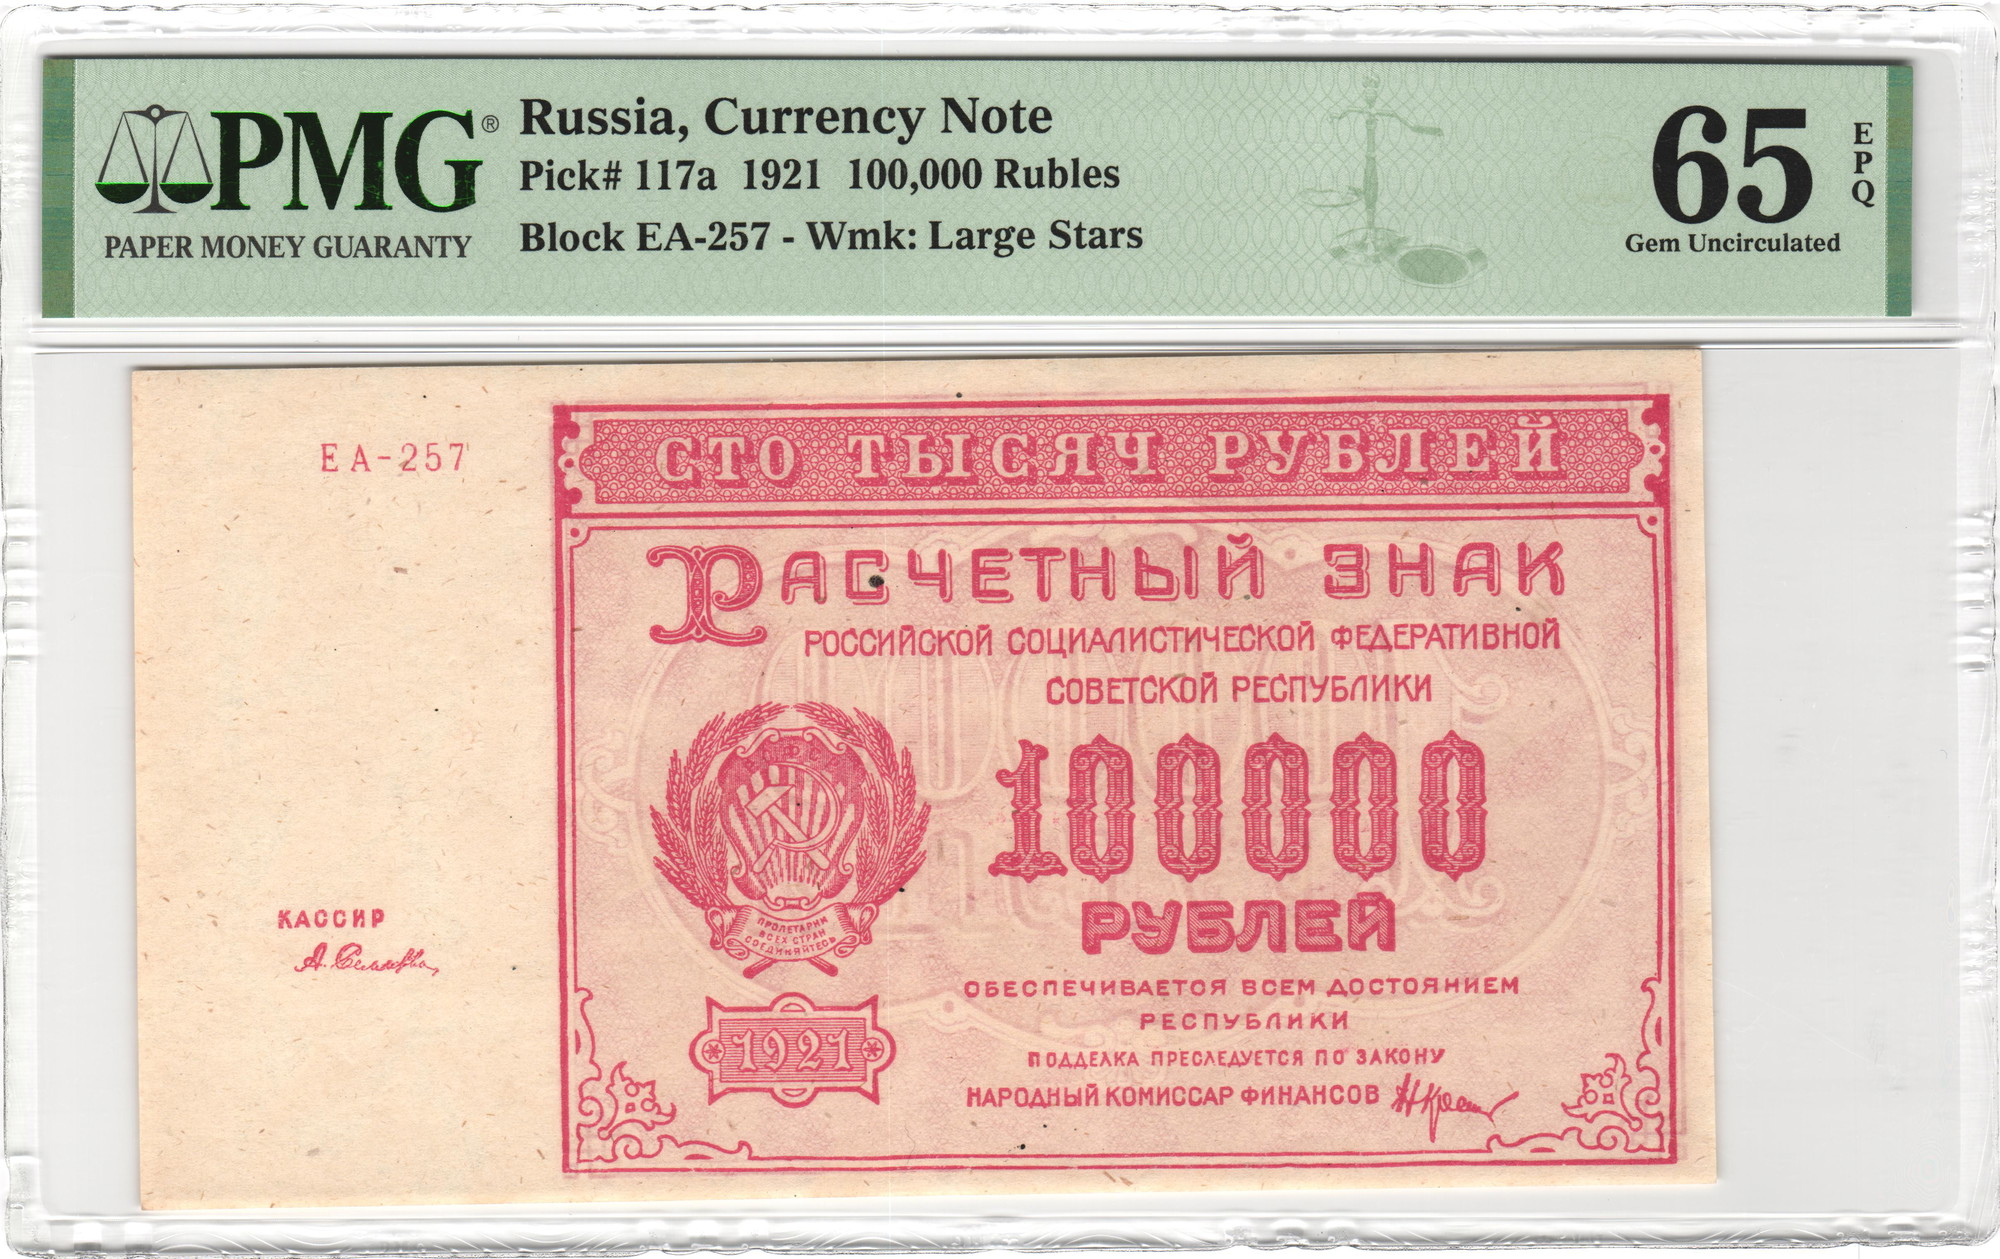 PMG®
PAPER MONEY GUARANTY
Russia, Currency Note
Pick# 117a 1921 100,000 Rubles
Block EA-257 - Wmk: Large Stars
65
EPQ
Gem Uncirculated
ЕА-257
КАССИР
СТО ТЫСЯЧ РУБЛЕЙ
РАСЧЕТНЫЙ ЗНАК
РОССИЙСКОЙ СОЦИАЛИСТИЧЕСКОЙ ФЕДЕРАТИВНОЙ
СОВЕТСКОЙ РЕСПУБЛИКИ
100000
РУБЛЕЙ
ПРОЛЕТАРИИ
ВСЕХ СТРАН
СОЕДИНЯЙТЕСЬ
1921
ОБЕСПЕЧИВАЕТСЯ ВСЕМ ДОСТОЯНИЕМ
РЕСПУБЛИКИ
ПОДДЕЛКА ПРЕСЛЕДУЕТСЯ ПО ЗАКОНУ
НАРОДНЫЙ КОМИССАР ФИНАНСОВ